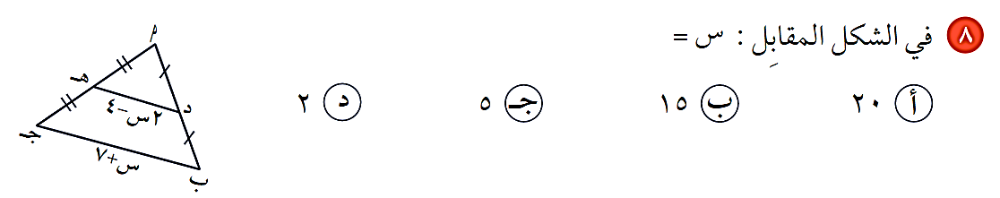 ٨ في الشكل المقابِل : س =
أ ٢٠ ب ١٥ جـ ٥ د ٢
م
هـ
د
٢س-٤
جـ
س+٧
ب